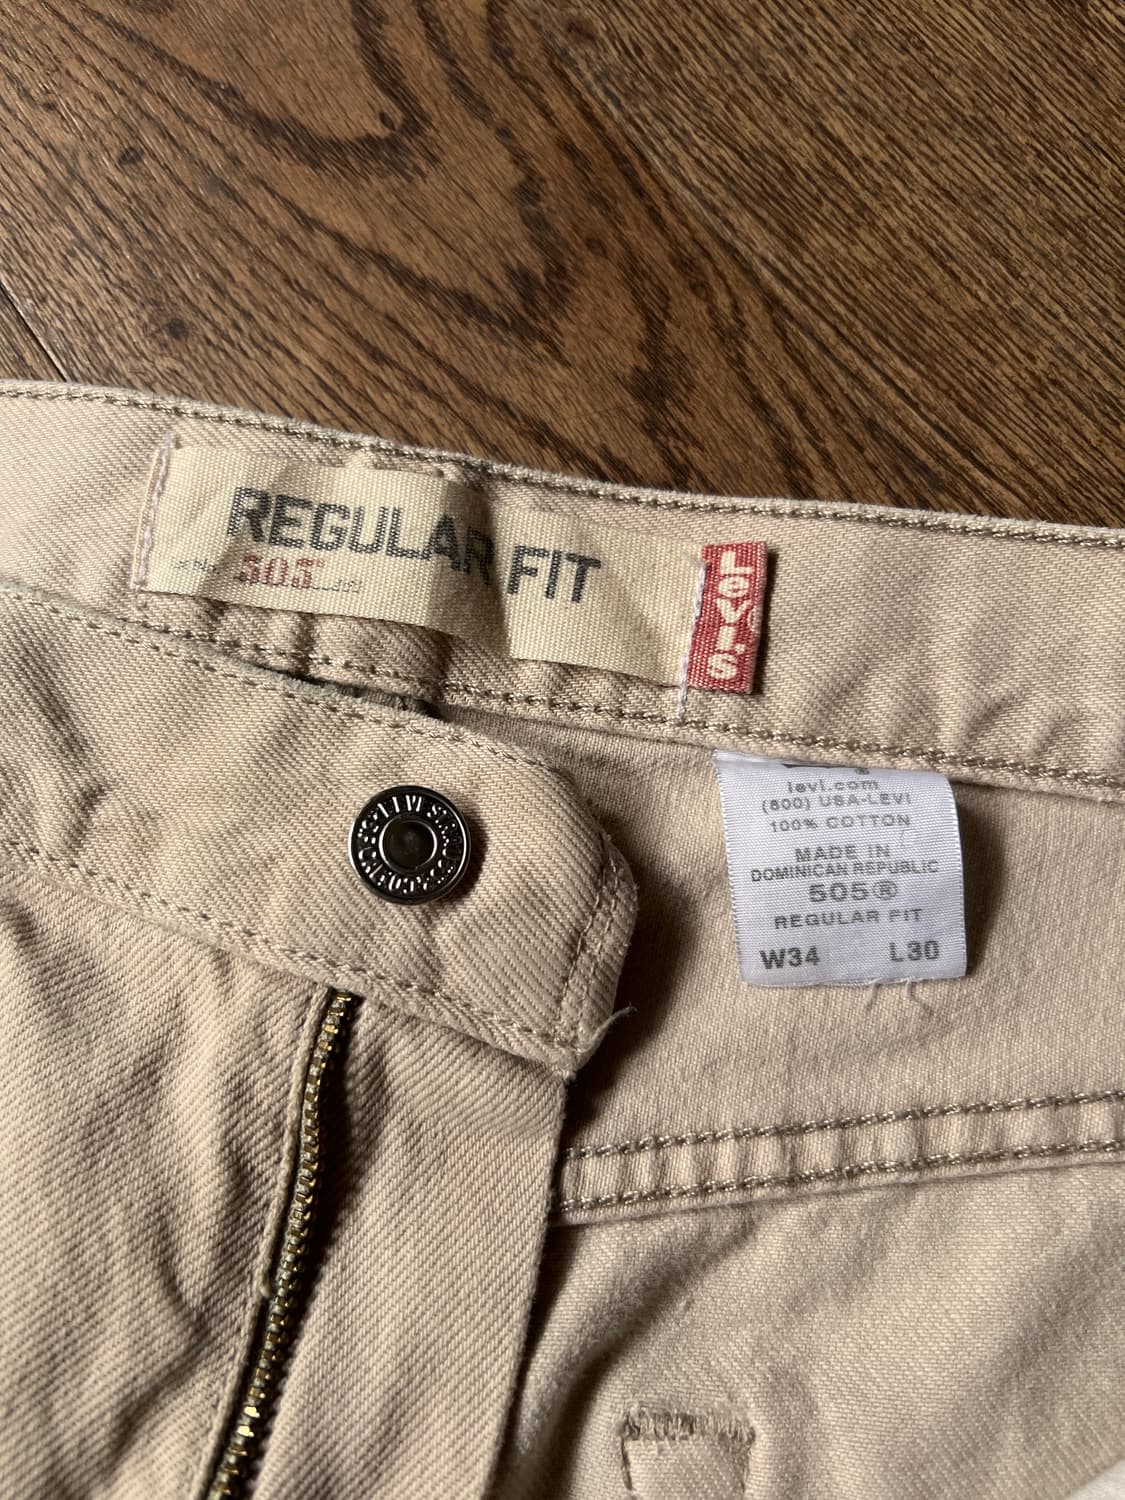 REGULAR FIT
505
Levi's
levi.com
(800) USA-LEVI
100% COTTON
MADE IN
DOMINICAN REPUBLIC
505®
REGULAR FIT
W34 L30